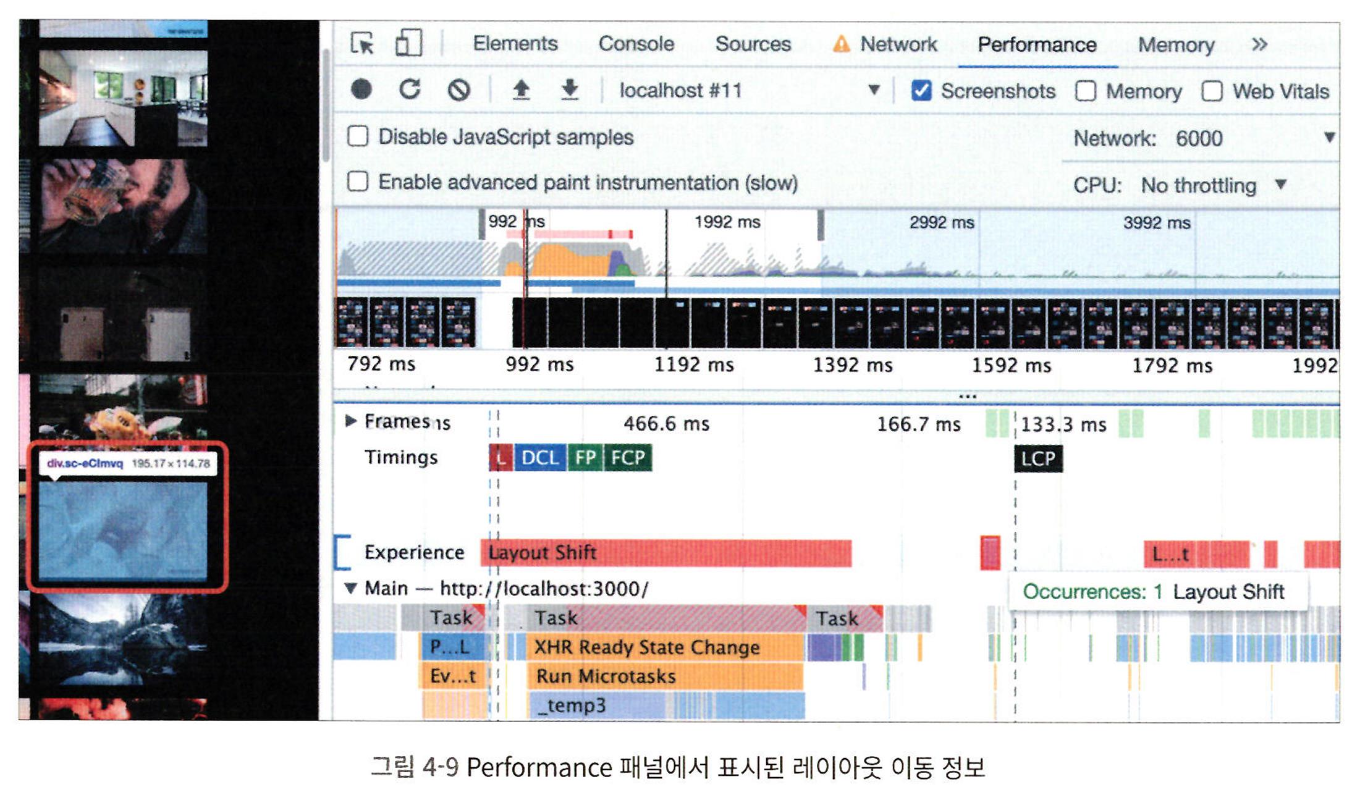 Elements Console Sources Network Performance Memory »
localhost #11 Screenshots Memory Web Vitals
Disable JavaScript samples Network: 6000
Enable advanced paint instrumentation (slow) CPU: No throttling
992 ms 1992 ms 2992 ms 3992 ms
792 ms 992 ms 1192 ms 1392 ms 1592 ms 1792 ms 1992
...
Frames ns 466.6 ms 166.7 ms 133.3 ms
Timings L DCL FP FCP LCP
div.sc-eCImvq 195.17×114.78
Experience Layout Shift L...t
Main — http://localhost:3000/
Occurrences: 1 Layout Shift
Task Task Task
P...L XHR Ready State Change
Ev...t Run Microtasks
_temp3
그림 4-9 Performance 패널에서 표시된 레이아웃 이동 정보